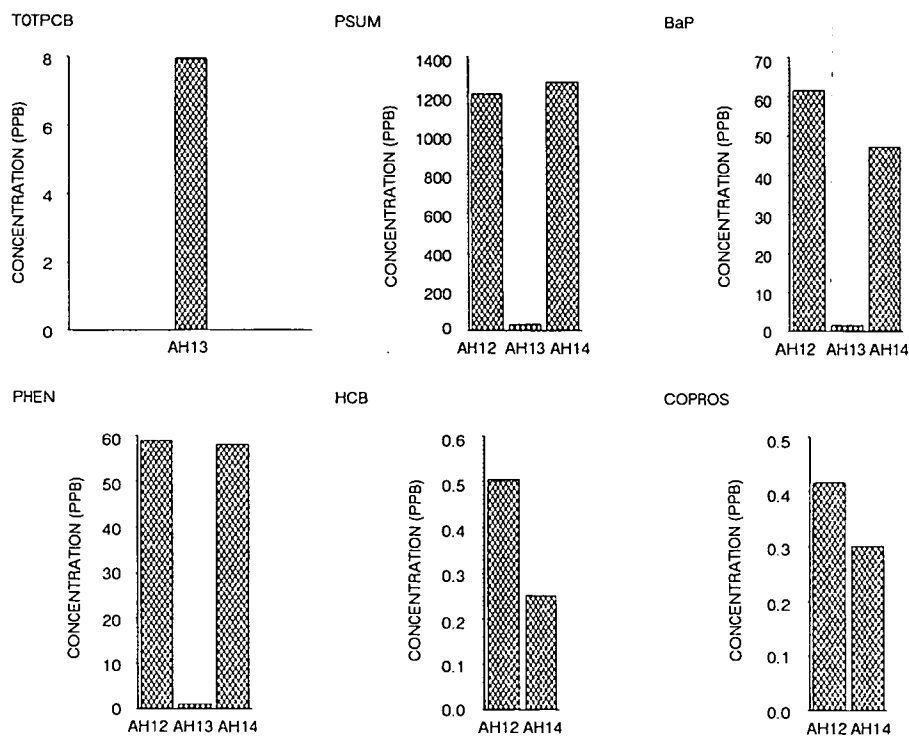 TOTPCB
CONCENTRATION (PPB)
8
6
4
2
0
AH13
PSUM
CONCENTRATION (PPB)
1400
1200
1000
800
600
400
200
0
AH12 AH13 AH14
BaP
CONCENTRATION (PPB)
70
60
50
40
30
20
10
0
AH12 AH13 AH14
PHEN
CONCENTRATION (PPB)
60
50
40
30
20
10
0
AH12 AH13 AH14
HCB
CONCENTRATION (PPB)
0.6
0.5
0.4
0.3
0.2
0.1
0.0
AH12 AH14
COPROS
CONCENTRATION (PPB)
0.5
0.4
0.3
0.2
0.1
0.0
AH12 AH14